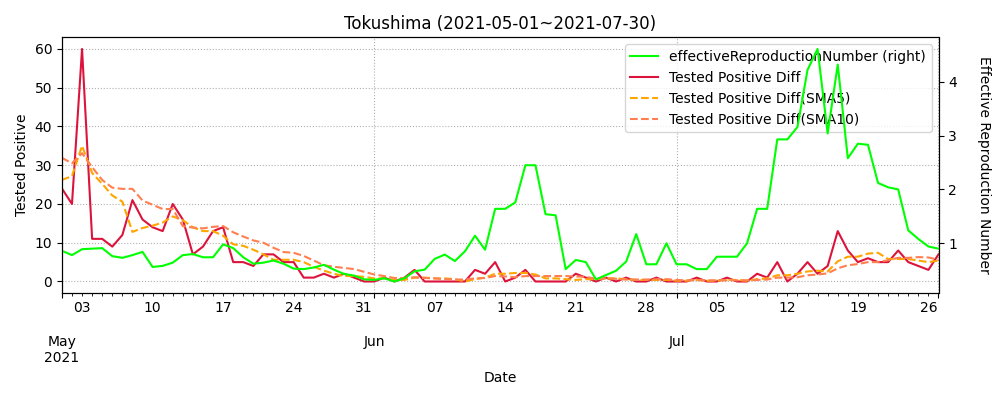 Tokushima (2021-05-01~2021-07-30)
effectiveReproductionNumber (right)
Tested Positive Diff
Tested Positive Diff(SMA5)
Tested Positive Diff(SMA10)
Tested Positive
60
50
40
30
20
10
0
4
3
2
1
Effective Reproduction Number
03 10 17 24 31 07 14 21 28 05 12 19 26
May Jun Jul
2021
Date